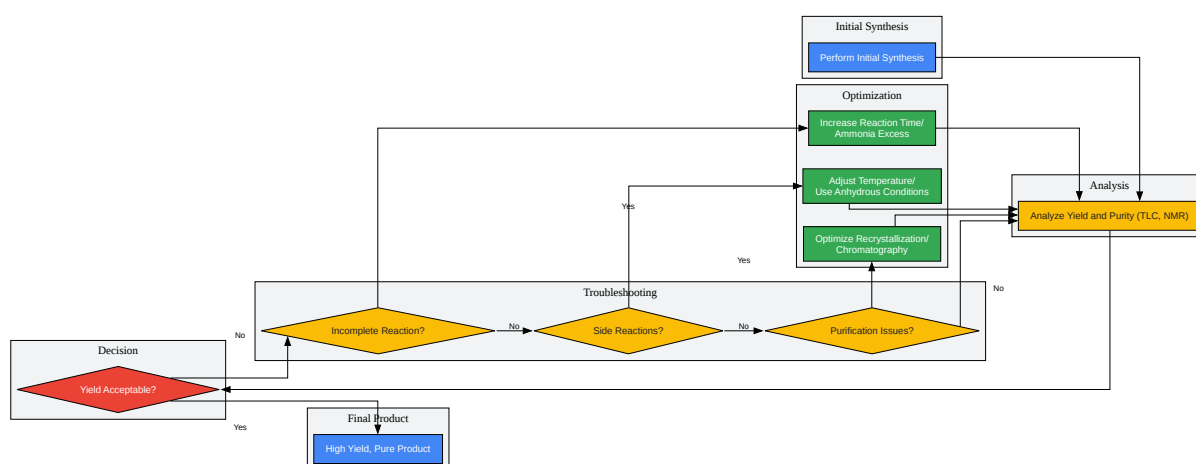 Initial Synthesis
Perform Initial Synthesis
Optimization
Increase Reaction Time/
Ammonia Excess
Adjust Temperature/
Use Anhydrous Conditions
Analysis
Yes
Analyze Yield and Purity (TLC, NMR)
Optimize Recrystallization/
Chromatography
Yes
Troubleshooting
No
Incomplete Reaction?
No
Side Reactions?
No
Purification Issues?
No
Decision
Yield Acceptable?
Yes
Final Product
High Yield, Pure Product